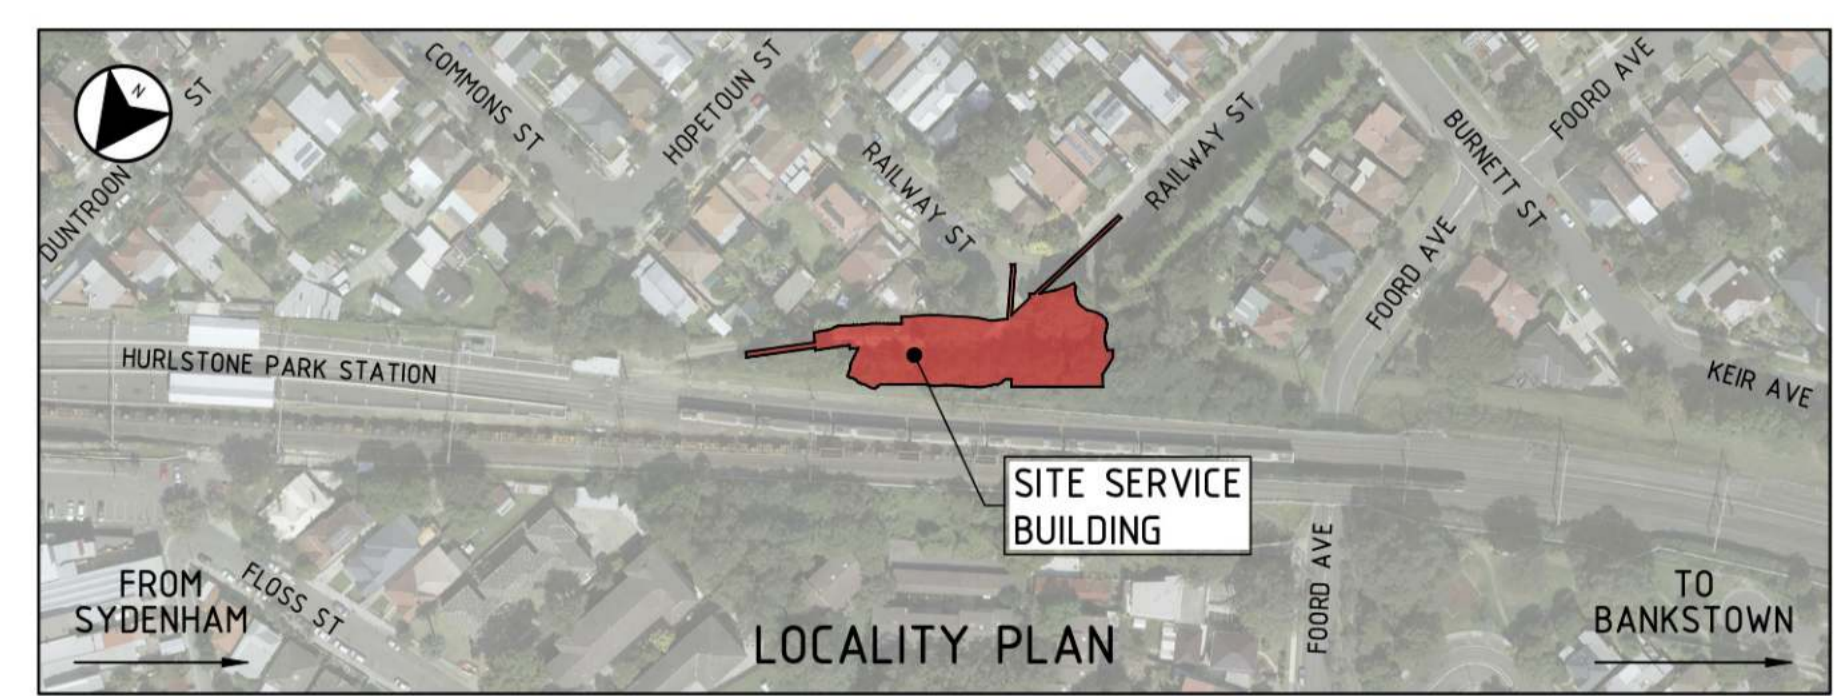 N
ST
DUNTROON
COMMONS ST
HOPETOUN ST
RAILWAY ST
RAILWAY ST
BURNETT ST
FOORD AVE
FOORD AVE
KEIR AVE
HURLSTONE PARK STATION
SITE SERVICE
BUILDING
FROM
SYDENHAM
FLOSS ST
LOCALITY PLAN
FOORD AVE
TO
BANKSTOWN